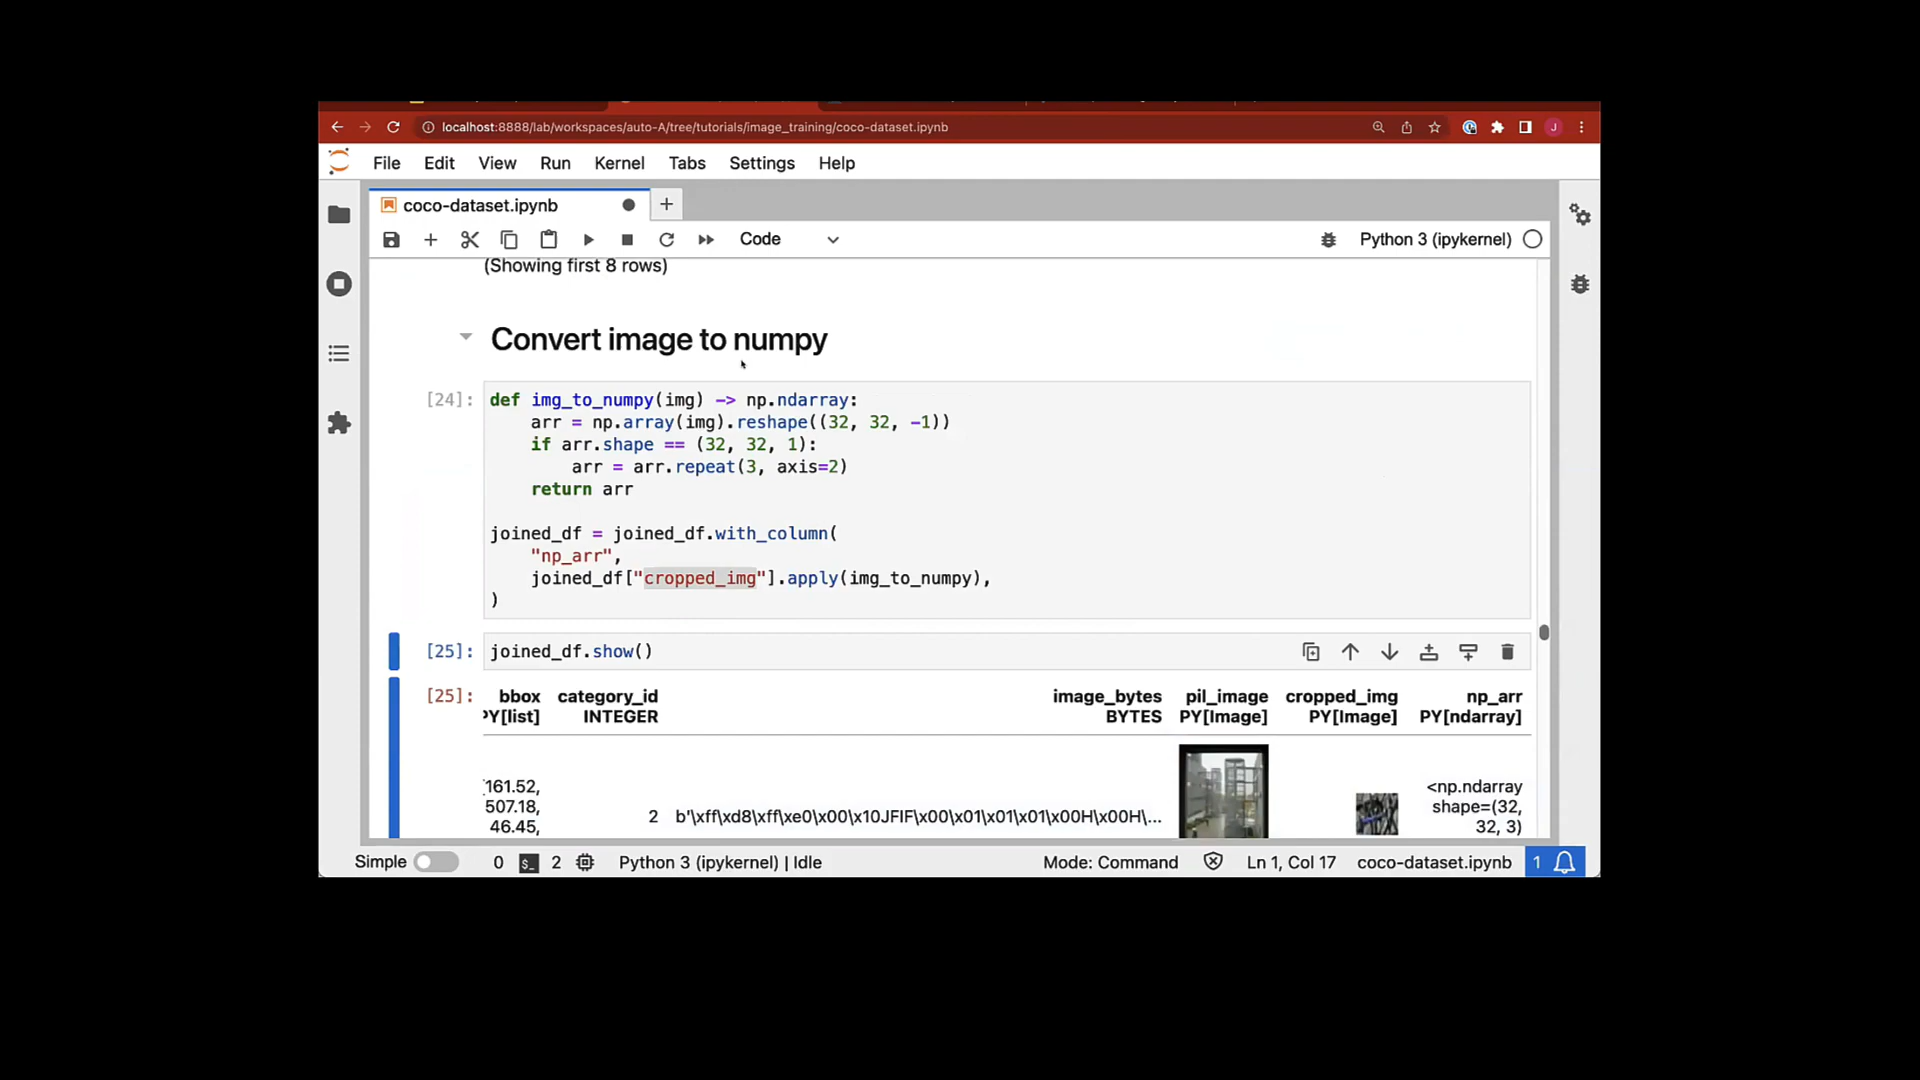 localhost:8888/lab/workspaces/auto-A/tree/tutorials/image_training/coco-dataset.ipynb
J
File Edit View Run Kernel Tabs Settings Help
coco-dataset.ipynb
Code
Python 3 (ipykernel)
(Showing first 8 rows)
Convert image to numpy
[24]: def img_to_numpy(img) -> np.ndarray:
    arr = np.array(img).reshape((32, 32, -1))
    if arr.shape == (32, 32, 1):
        arr = arr.repeat(3, axis=2)
    return arr
joined_df = joined_df.with_column(
    "np_arr",
    joined_df["cropped_img"].apply(img_to_numpy),
)
[25]: joined_df.show()
[25]: bbox category_id image_bytes pil_image cropped_img np_arr
PY[list] INTEGER BYTES PY[Image] PY[Image] PY[ndarray]
161.52, <np.ndarray
507.18, shape=(32,
46.45, 2 b'\xff\xd8\xff\xe0\x00\x10JFIF\x00\x01\x01\x01\x00H\x00H\... 32, 3)
Simple 0 $_ 2 Python 3 (ipykernel) | Idle Mode: Command Ln 1, Col 17 coco-dataset.ipynb 1